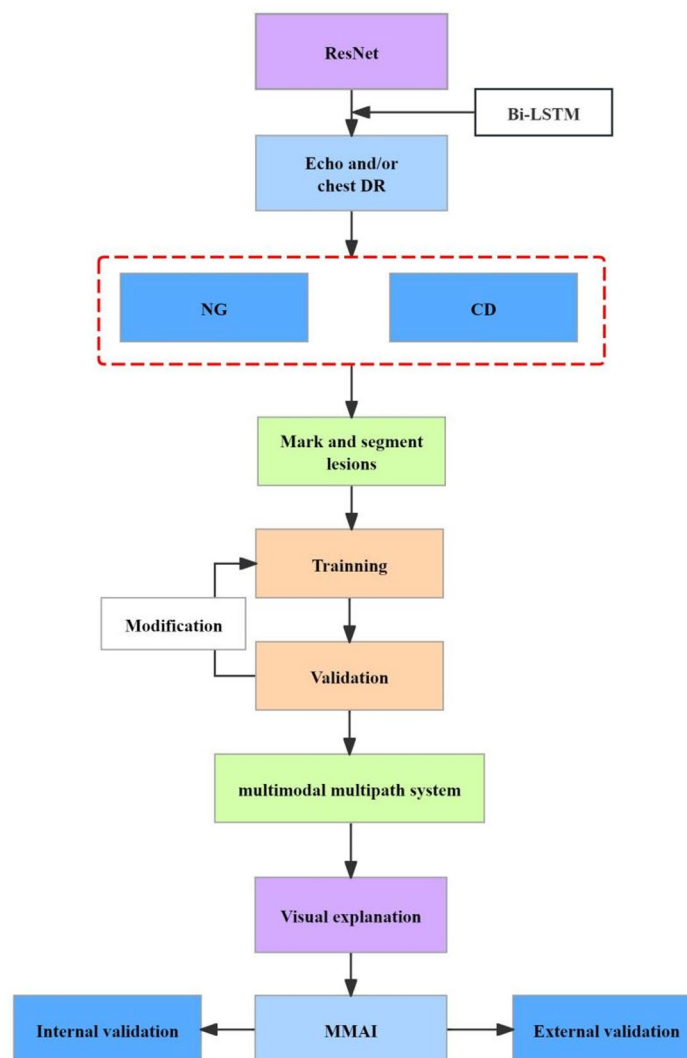 ResNet
Bi-LSTM
Echo and/or
chest DR
NG
CD
Mark and segment
lesions
Trainning
Modification
Validation
multimodal multipath system
Visual explanation
Internal validation
MMAI
External validation